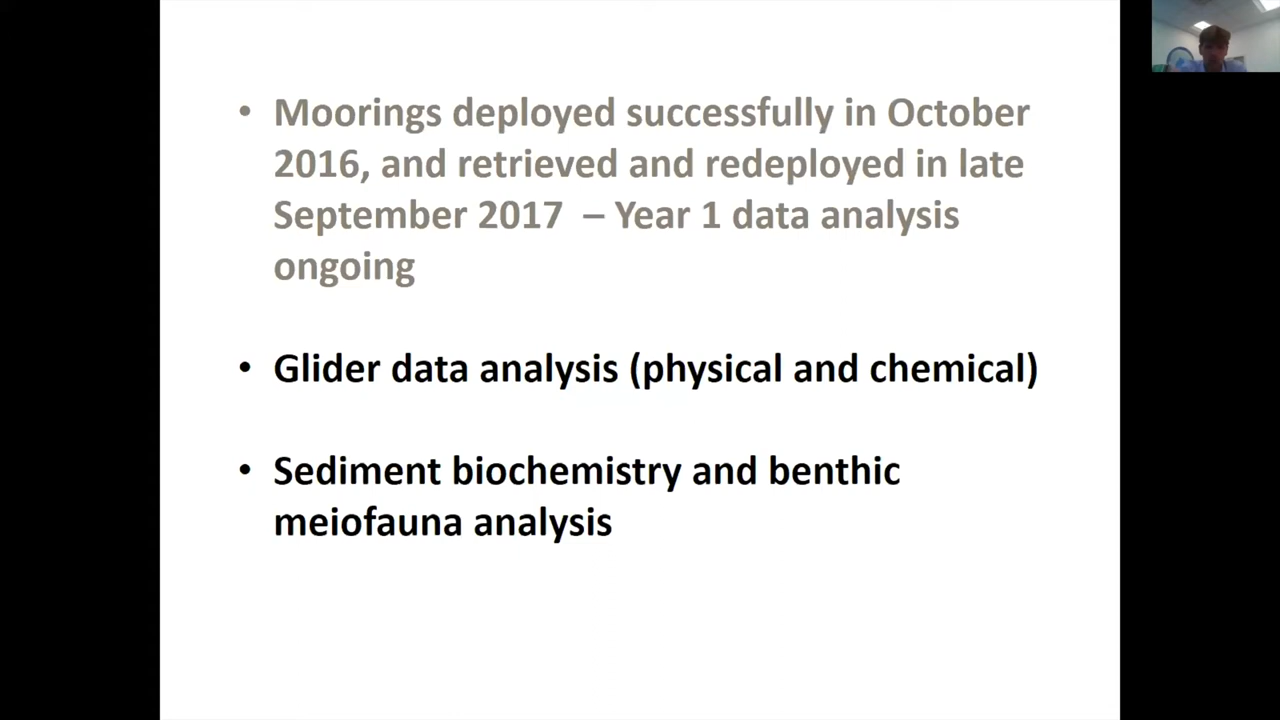 • Moorings deployed successfully in October
2016, and retrieved and redeployed in late
September 2017 – Year 1 data analysis
ongoing
• Glider data analysis (physical and chemical)
• Sediment biochemistry and benthic
meiofauna analysis